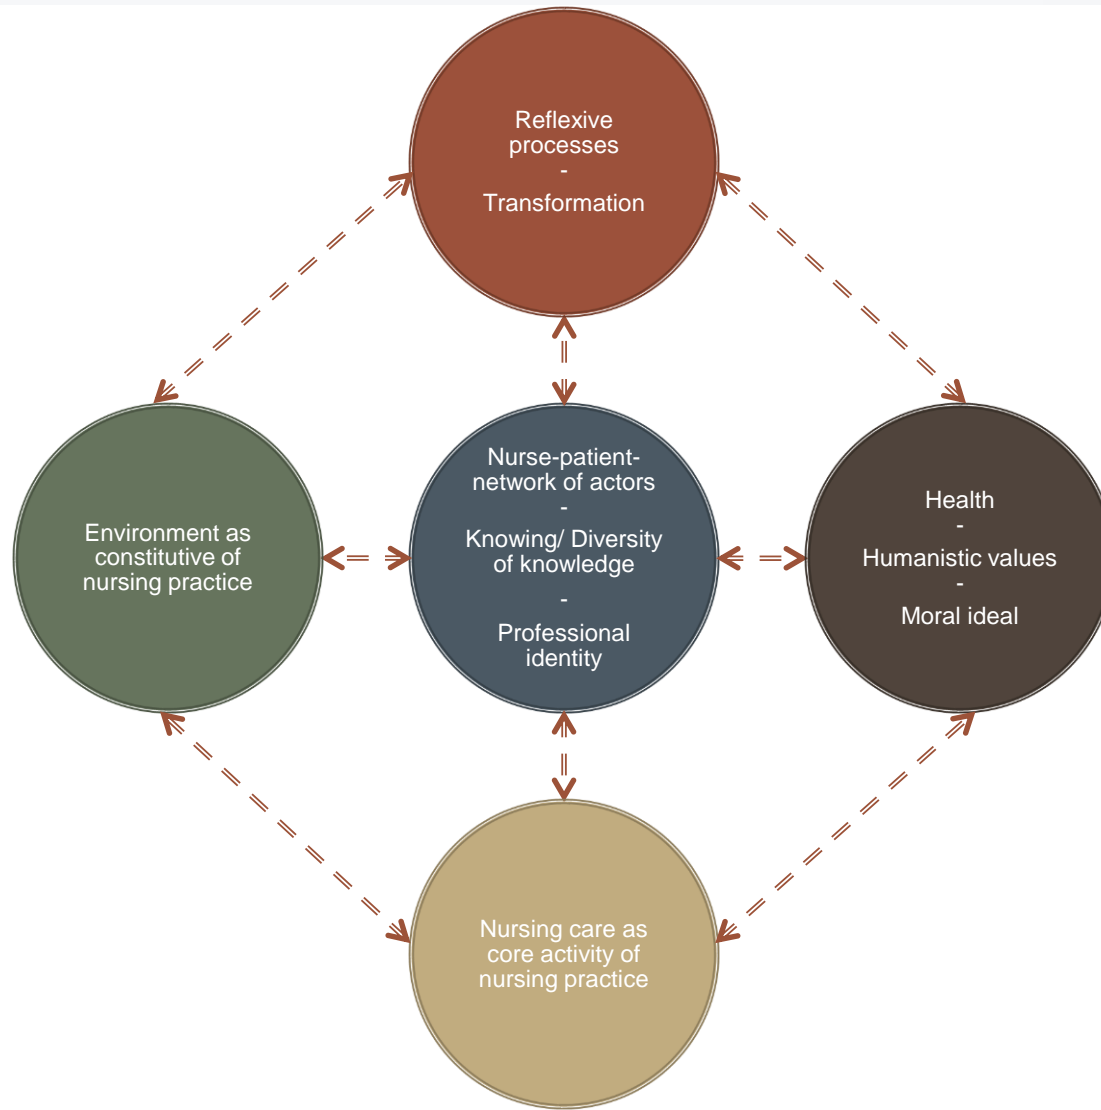 Reflexive
processes
-
Transformation
Environment as
constitutive of
nursing practice
Nurse-patient-
network of actors
-
Knowing/ Diversity
of knowledge
-
Professional
identity
Health
-
Humanistic values
-
Moral ideal
Nursing care as
core activity of
nursing practice